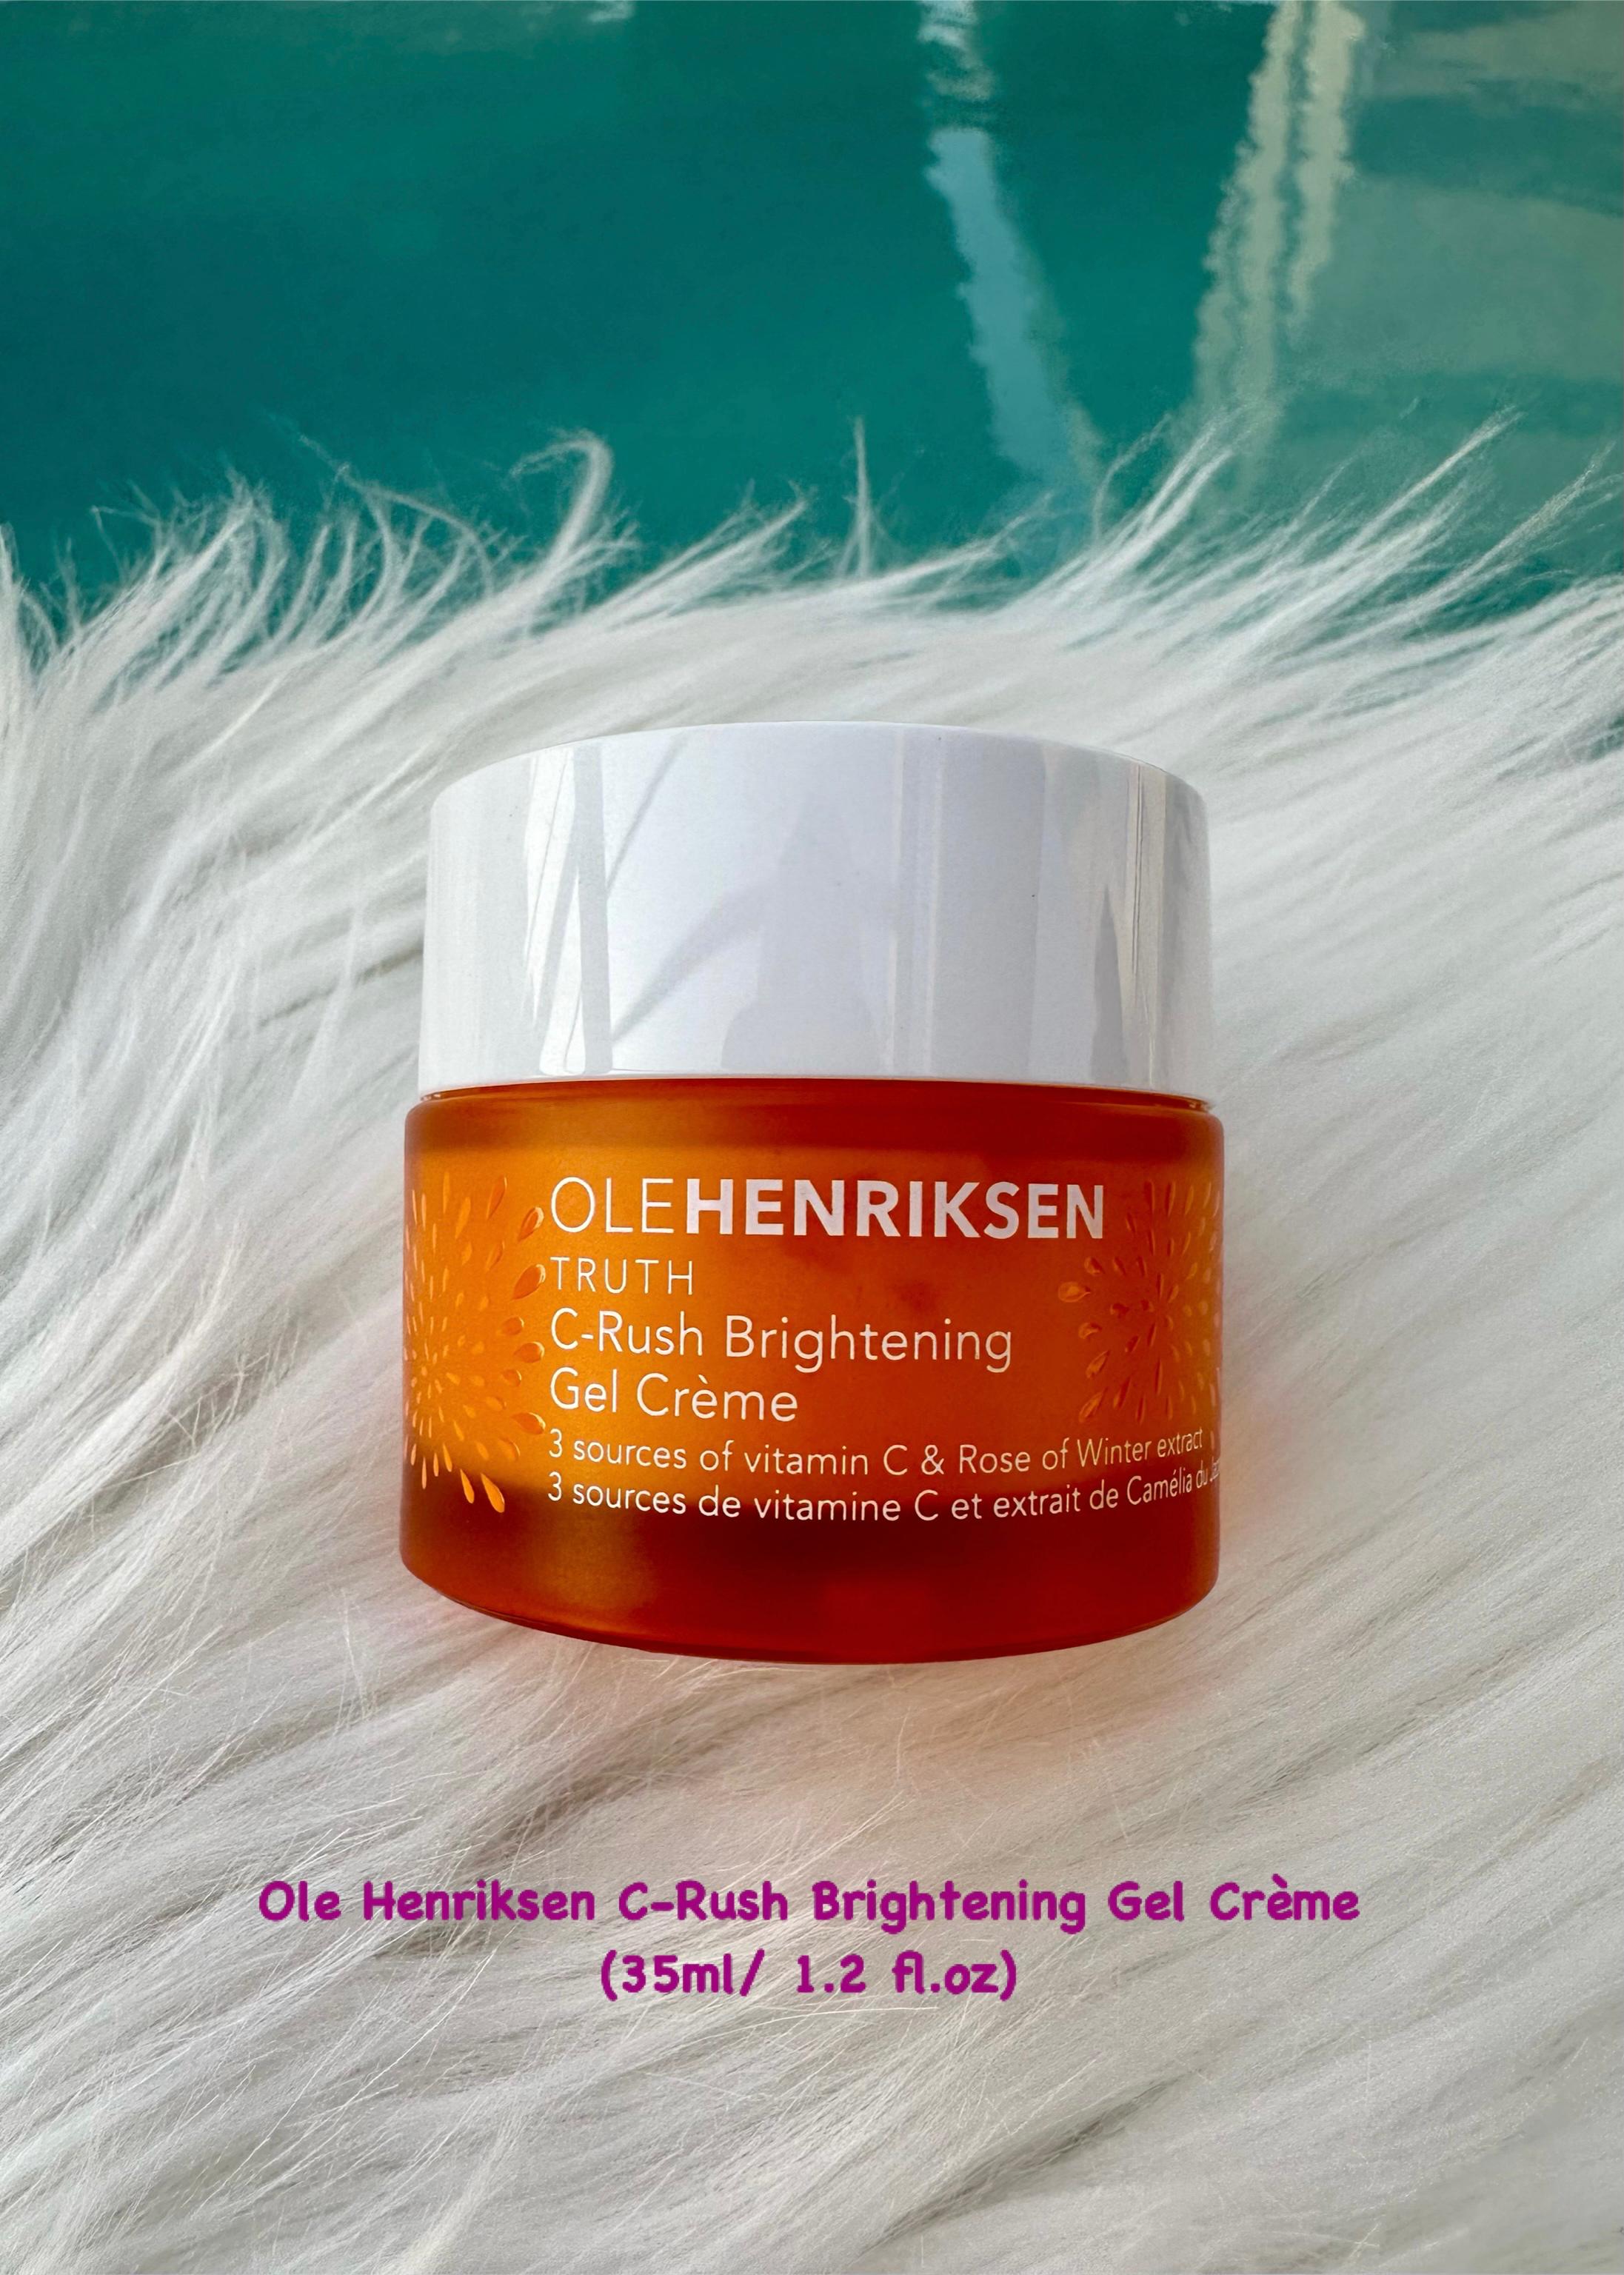 OLEHENRIKSEN
TRUTH
C-Rush Brightening
Gel Crème
3 sources of vitamin C & Rose of Winter extract
3 sources de vitamine C et extrait de Camélia du
Ole Henriksen C-Rush Brightening Gel Crème
(35ml/ 1.2 fl.oz)